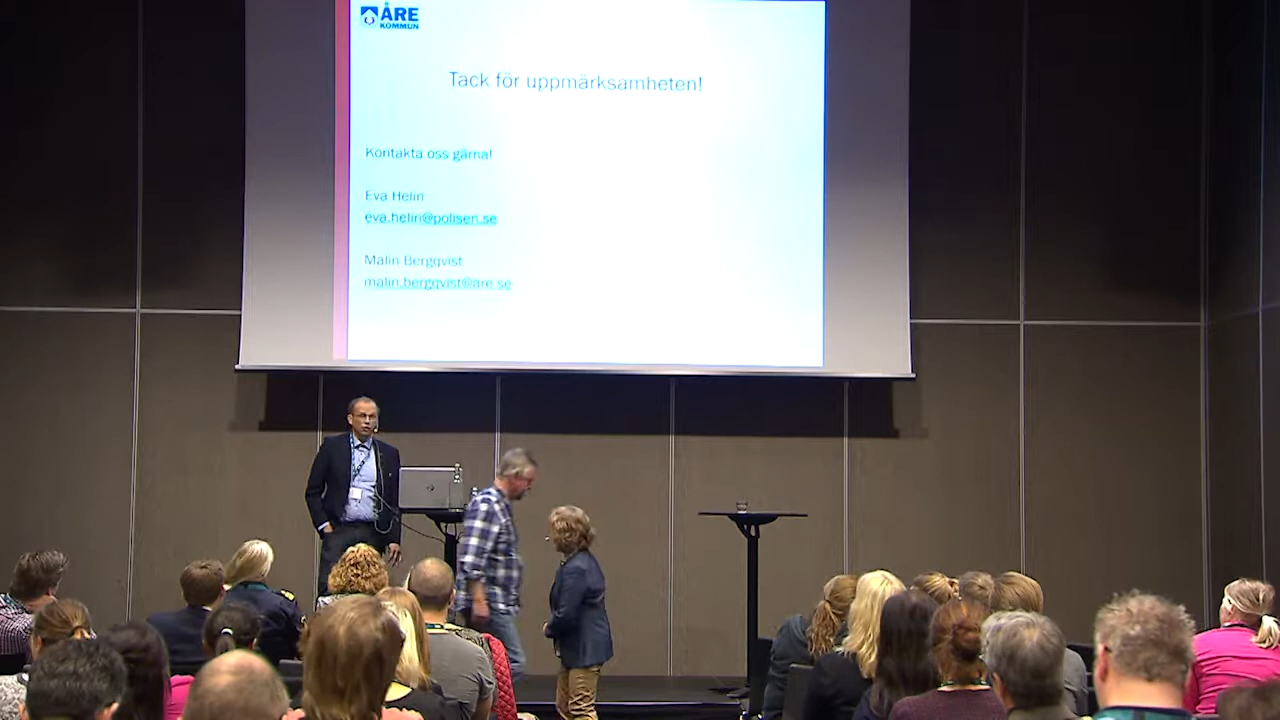 ÅRE
KOMMUN
Tack för uppmärksamheten!
Kontakta oss gärna!
Eva Helin
eva.helin@polisen.se
Malin Bergqvist
malin.bergqvist@are.se